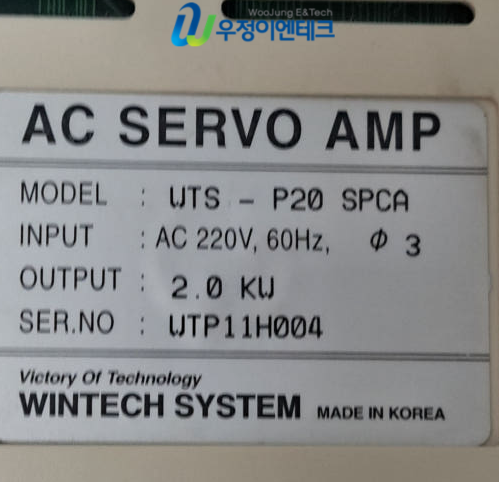 WooJung E&Tech
우정이엔테크
AC SERVO AMP
MODEL : WTS - P20 SPCA
INPUT : AC 220V, 60Hz, Φ 3
OUTPUT : 2.0 KW
SER.NO : WTP11H004
Victory Of Technology
WINTECH SYSTEM MADE IN KOREA